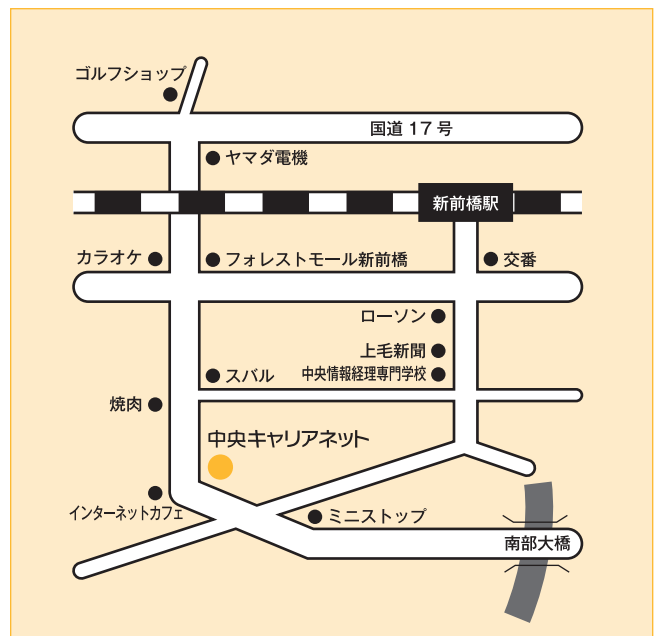 ゴルフショップ
国道 17 号
ヤマダ電機
新前橋駅
カラオケ
フォレストモール新前橋
交番
ローソン
上毛新聞
中央情報経理専門学校
スバル
焼肉
中央キャリアネット
インターネットカフェ
ミニストップ
南部大橋